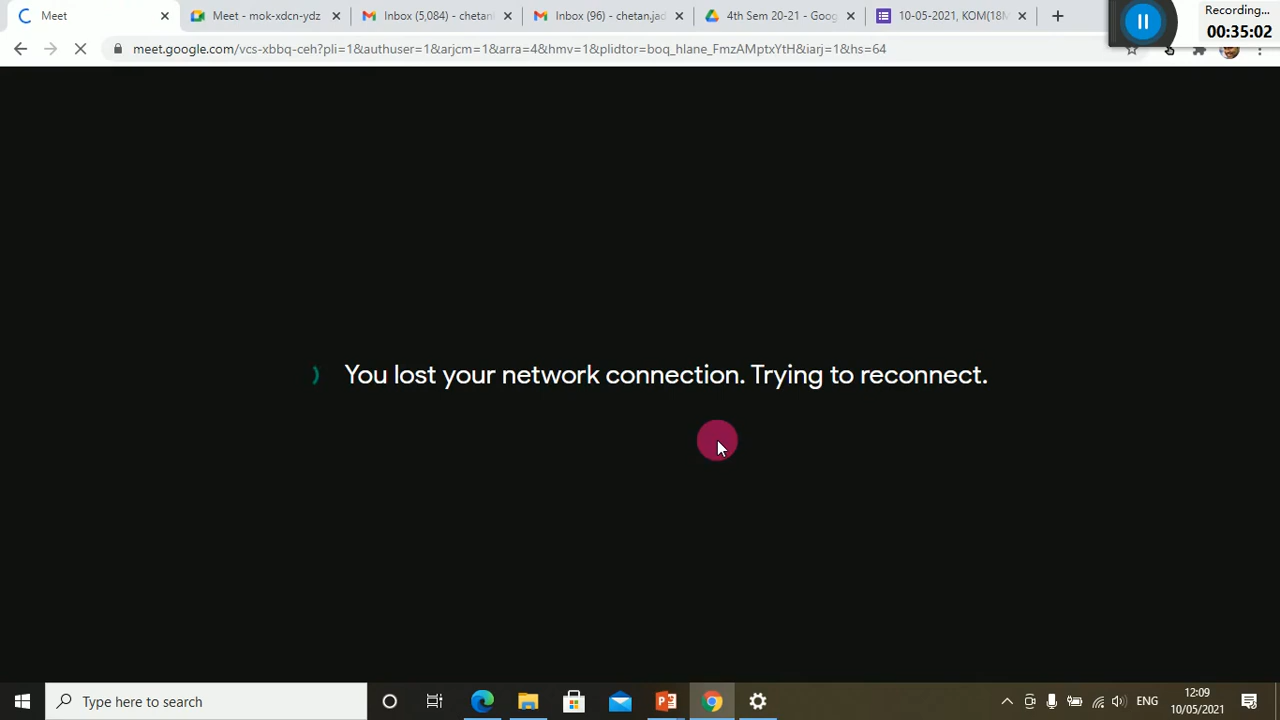 Meet
Meet - mok-xdcn-ydz
Inbox (5,084) - chetan
Inbox (96) - chetan.jad
4th Sem 20-21 - Goog
10-05-2021, KOM(18M
Recording...
00:35:02
meet.google.com/vcs-xbbq-ceh?pli=1&authuser=1&arjcm=1&arra=4&hmv=1&plidtor=boq_hlane_FmzAMptxYtH&iarj=1&hs=64
You lost your network connection. Trying to reconnect.
Type here to search
ENG
12:09
10/05/2021